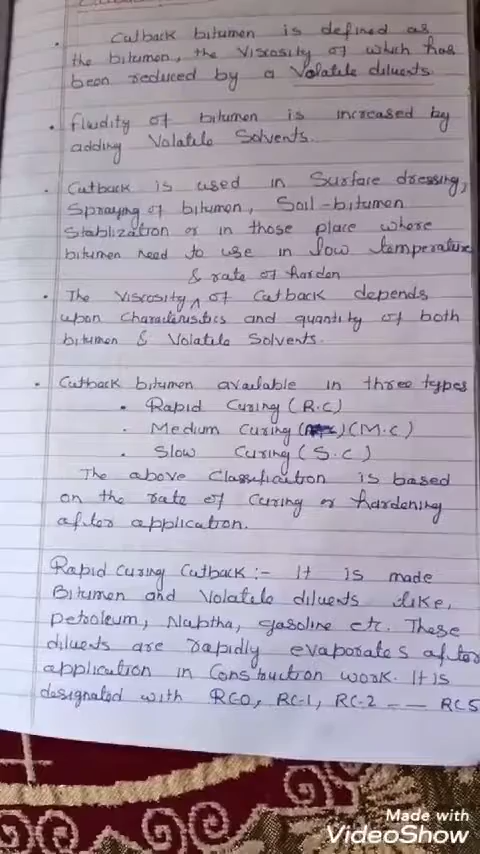 Cutback bitumen is defined as
the bitumen, the viscosity of which has
been reduced by a Volatile diluents.
fluidity of bitumen is increased by
adding Volatile Solvents.
Cutback is used in Surface dressing,
Spraying of bitumen, Soil-bitumen
Stablization or in those place where
bitumen need to use in low temperature
& rate of harden
The Viscosity ^ of Cutback depends
upon characteristics and quantity of both
bitumen & Volatile Solvents.
Cutback bitumen available in three types
Rapid Curing (R.C)
Medium Curing (M.C)
Slow Curing (S.C)
The above Classification is based
on the rate of Curing or hardening
after application.
Rapid Curing Cutback :- It is made
Bitumen and Volatile diluents like,
petroleum, Naptha, gasoline etc. These
diluents are rapidly evaporates after
application in Construction work. It is
designated with RC0, RC-1, RC-2 -- RC5
Made with
VideoShow